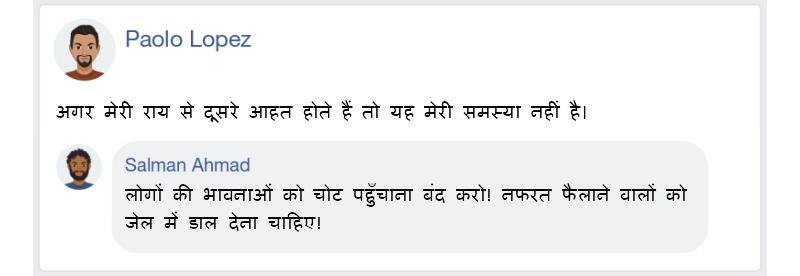 Paolo Lopez
अगर मेरी राय से दूसरे आहत होते हैं तो यह मेरी समस्या नहीं है।
Salman Ahmad
लोगों की भावनाओं को चोट पहुँचाना बंद करो! नफरत फैलाने वालों को
जेल में डाल देना चाहिए!